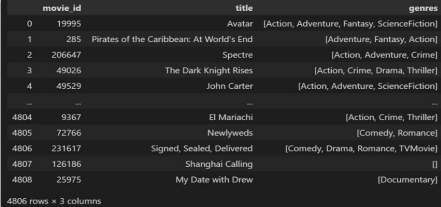 movie_id title genres
0 19995 Avatar [Action, Adventure, Fantasy, ScienceFiction]
1 285 Pirates of the Caribbean: At World's End [Adventure, Fantasy, Action]
2 206647 Spectre [Action, Adventure, Crime]
3 49026 The Dark Knight Rises [Action, Crime, Drama, Thriller]
4 49529 John Carter [Action, Adventure, ScienceFiction]
... ... ... ...
4804 9367 El Mariachi [Action, Crime, Thriller]
4805 72766 Newlyweds [Comedy, Romance]
4806 231617 Signed, Sealed, Delivered [Comedy, Drama, Romance, TVMovie]
4807 126186 Shanghai Calling []
4808 25975 My Date with Drew [Documentary]
4806 rows × 3 columns